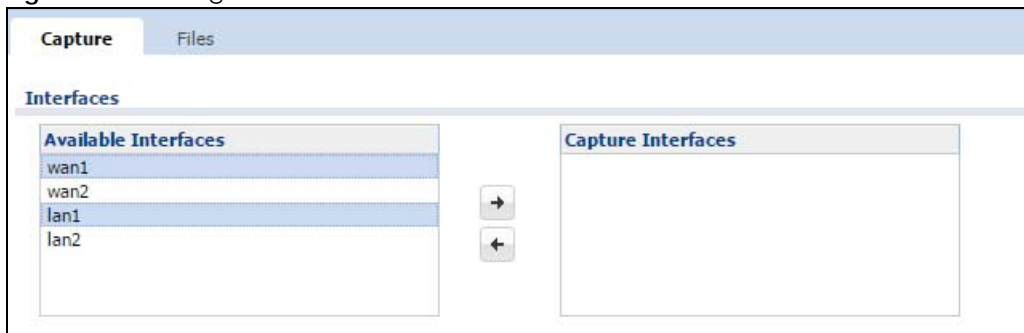 Capture Files
Interfaces
Available Interfaces Capture Interfaces
wan1
wan2
lan1
lan2